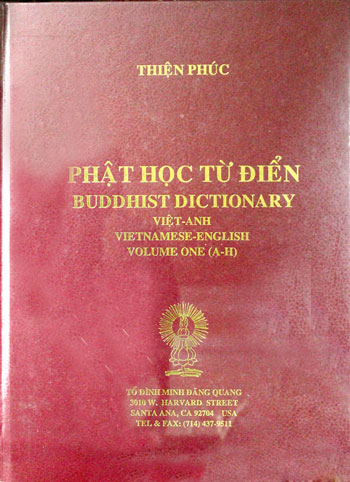 THIỆN PHÚC
PHẬT HỌC TỪ ĐIỂN
BUDDHIST DICTIONARY
VIỆT-ANH
VIETNAMESE-ENGLISH
VOLUME ONE (A-H)
TỔ ĐÌNH MINH ĐĂNG QUANG
3010 W. HARVARD STREET
SANTA ANA, CA 92704 USA
TEL & FAX: (714) 437-9511